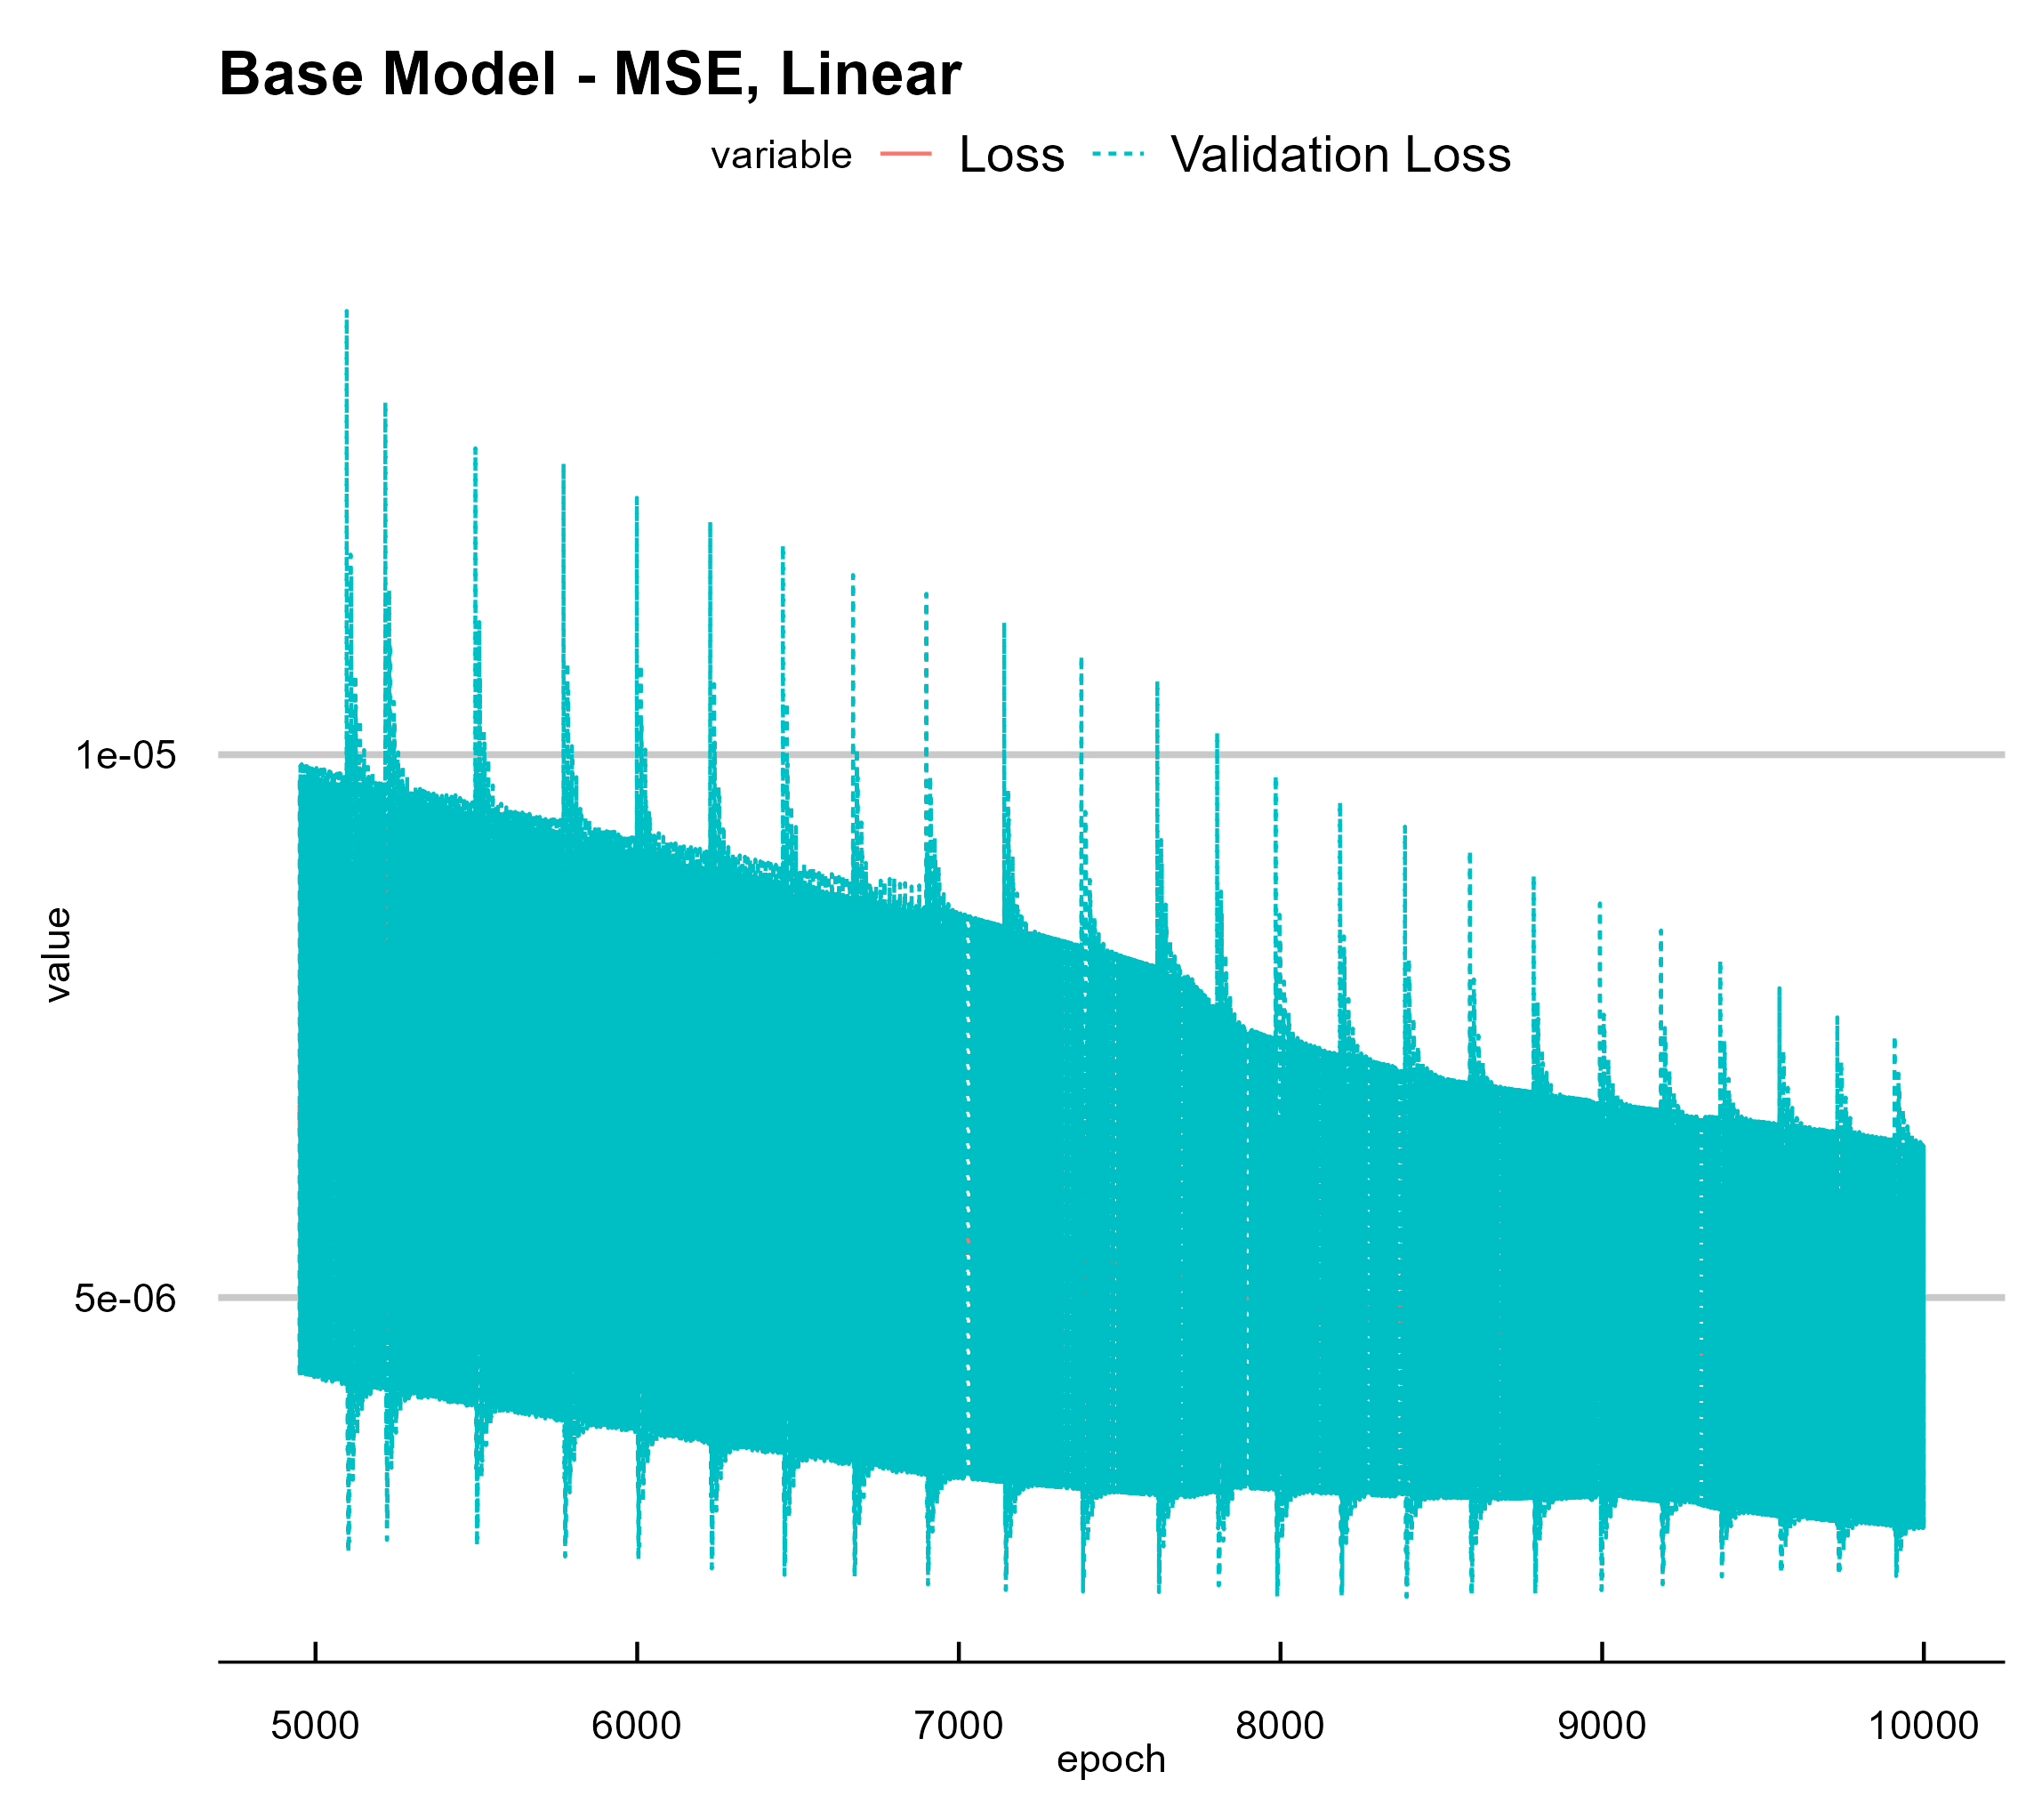 Base Model - MSE, Linear
variable Loss Validation Loss
1e-05
value
5e-06
5000 6000 7000 8000 9000 10000
epoch